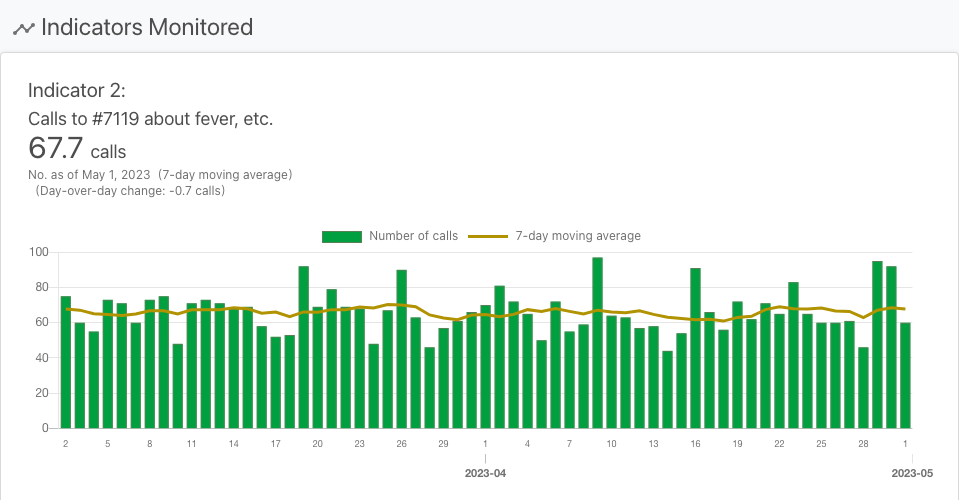 Indicators Monitored
Indicator 2:
Calls to #7119 about fever, etc.
67.7 calls
No. as of May 1, 2023 (7-day moving average)
(Day-over-day change: -0.7 calls)
Number of calls 7-day moving average
100
80
60
40
20
0
2 5 8 11 14 17 20 23 26 29 1 4 7 10 13 16 19 22 25 28 1
2023-04 2023-05